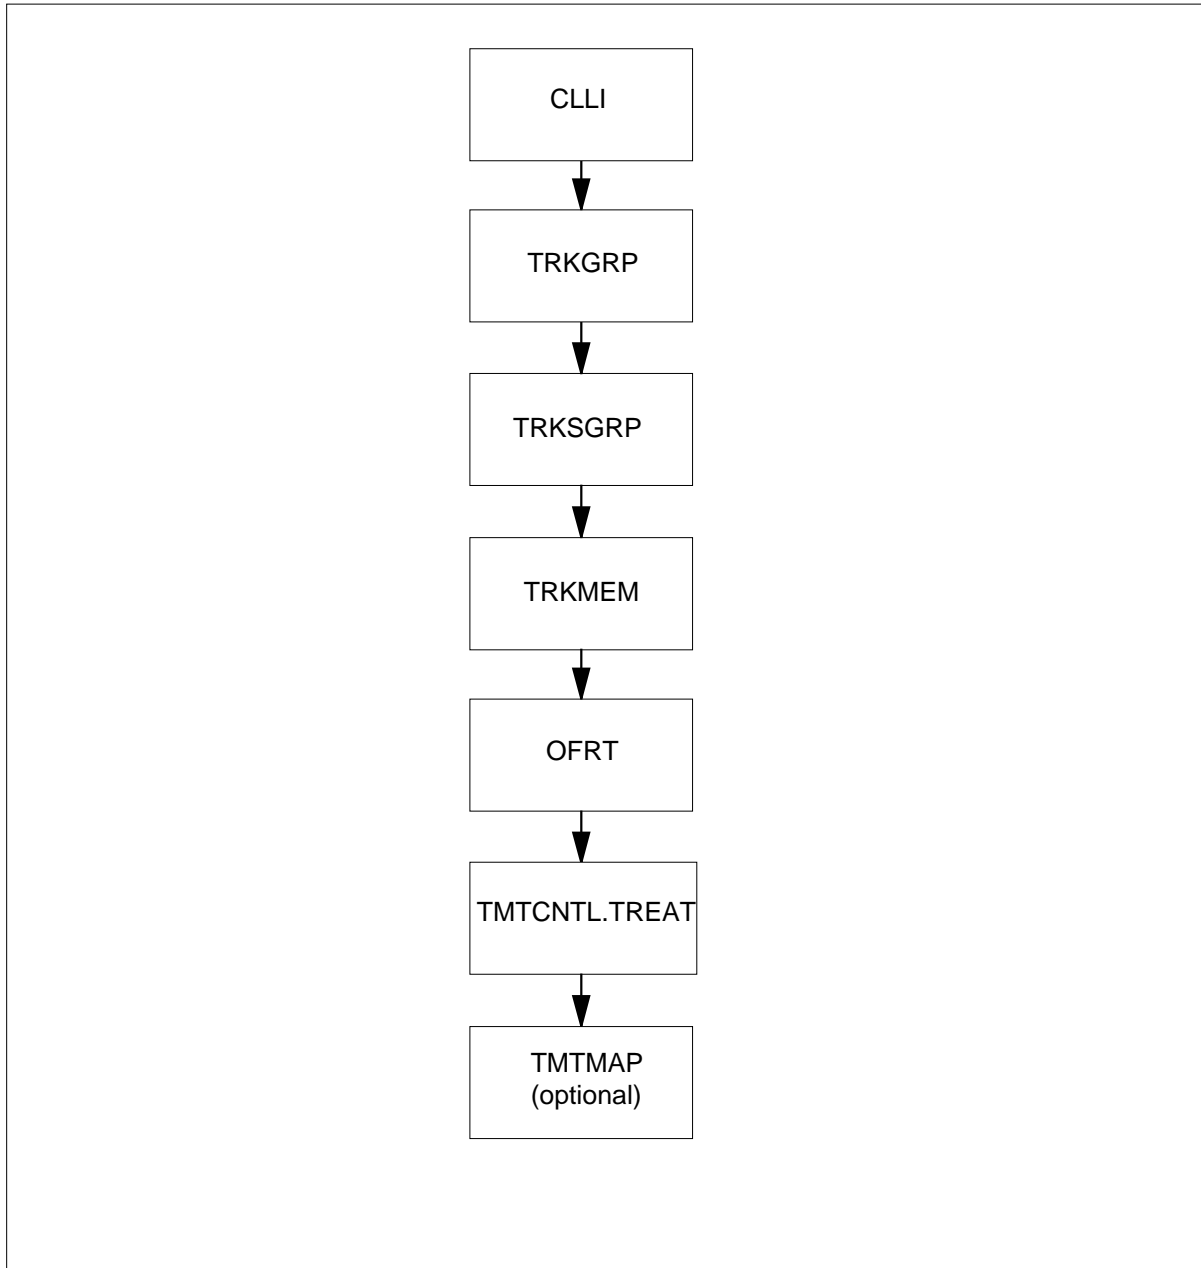 CLLI
TRKGRP
TRKSGRP
TRKMEM
OFRT
TMTCNTL.TREAT
TMTMAP
(optional)